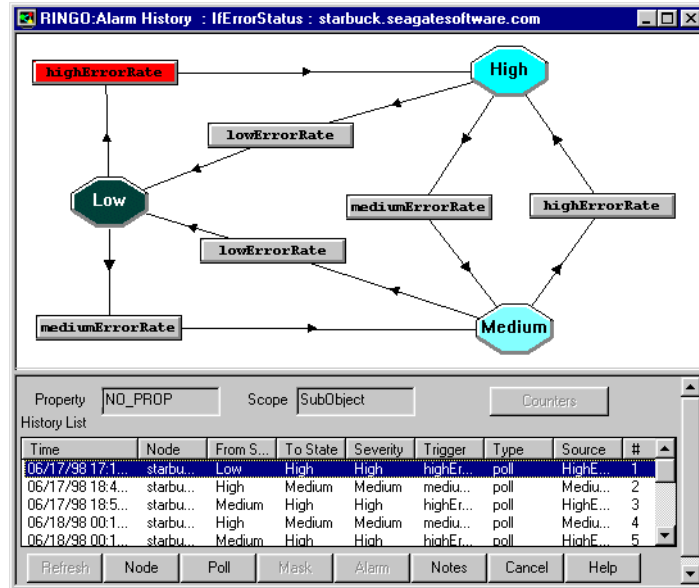 RINGO:Alarm History : IfErrorStatus : starbuck.seagatesoftware.com
highErrorRate
High
lowErrorRate
Low
mediumErrorRate
highErrorRate
lowErrorRate
mediumErrorRate
Medium
Property NO_PROP Scope SubObject Counters
History List
Time Node From S... To State Severity Trigger Type Source #
06/17/98 17:1... starbu... Low High High highEr... poll HighE... 1
06/17/98 18:4... starbu... High Medium Medium mediu... poll Mediu... 2
06/17/98 18:5... starbu... Medium High High highEr... poll HighE... 3
06/18/98 00:1... starbu... High Medium Medium mediu... poll Mediu... 4
06/18/98 00:1... starbu... Medium High High highEr... poll HighE... 5
Refresh Node Poll Mask Alarm Notes Cancel Help